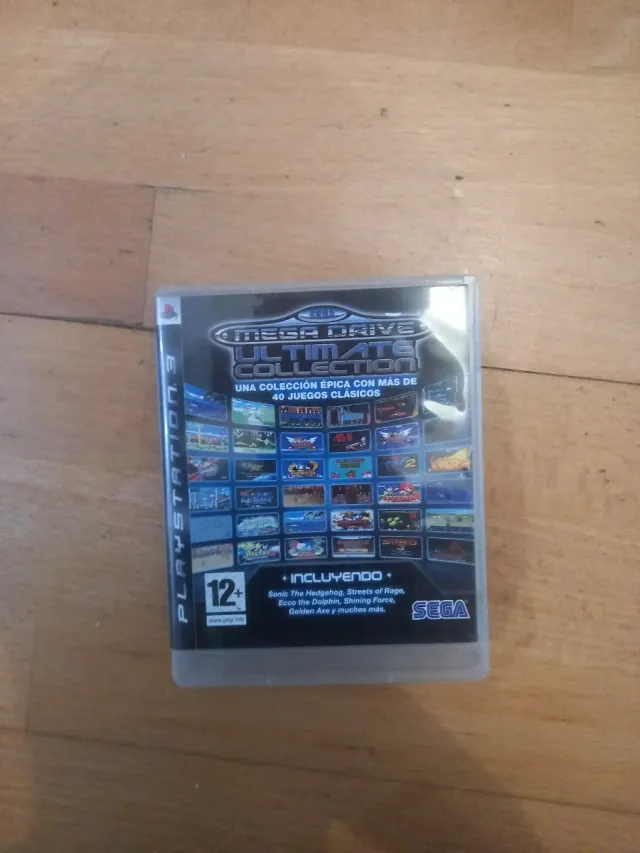 PLAYSTATION 3
MEGA DRIVE
ULTIMATE
COLLECTION
UNA COLECCIÓN ÉPICA CON MÁS DE
40 JUEGOS CLÁSICOS
12+
www.pegi.info
• INCLUYENDO •
Sonic The Hedgehog, Streets of Rage,
Ecco the Dolphin, Shining Force,
Golden Axe y muchos más.
SEGA